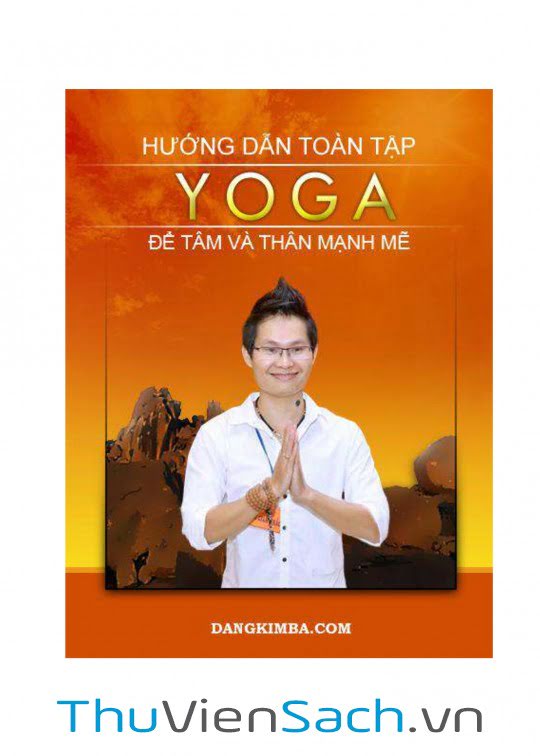 HƯỚNG DẪN TOÀN TẬP
YOGA
ĐỂ TÂM VÀ THÂN MẠNH MẼ
DANGKIMBA.COM
ThuVienSach.vn